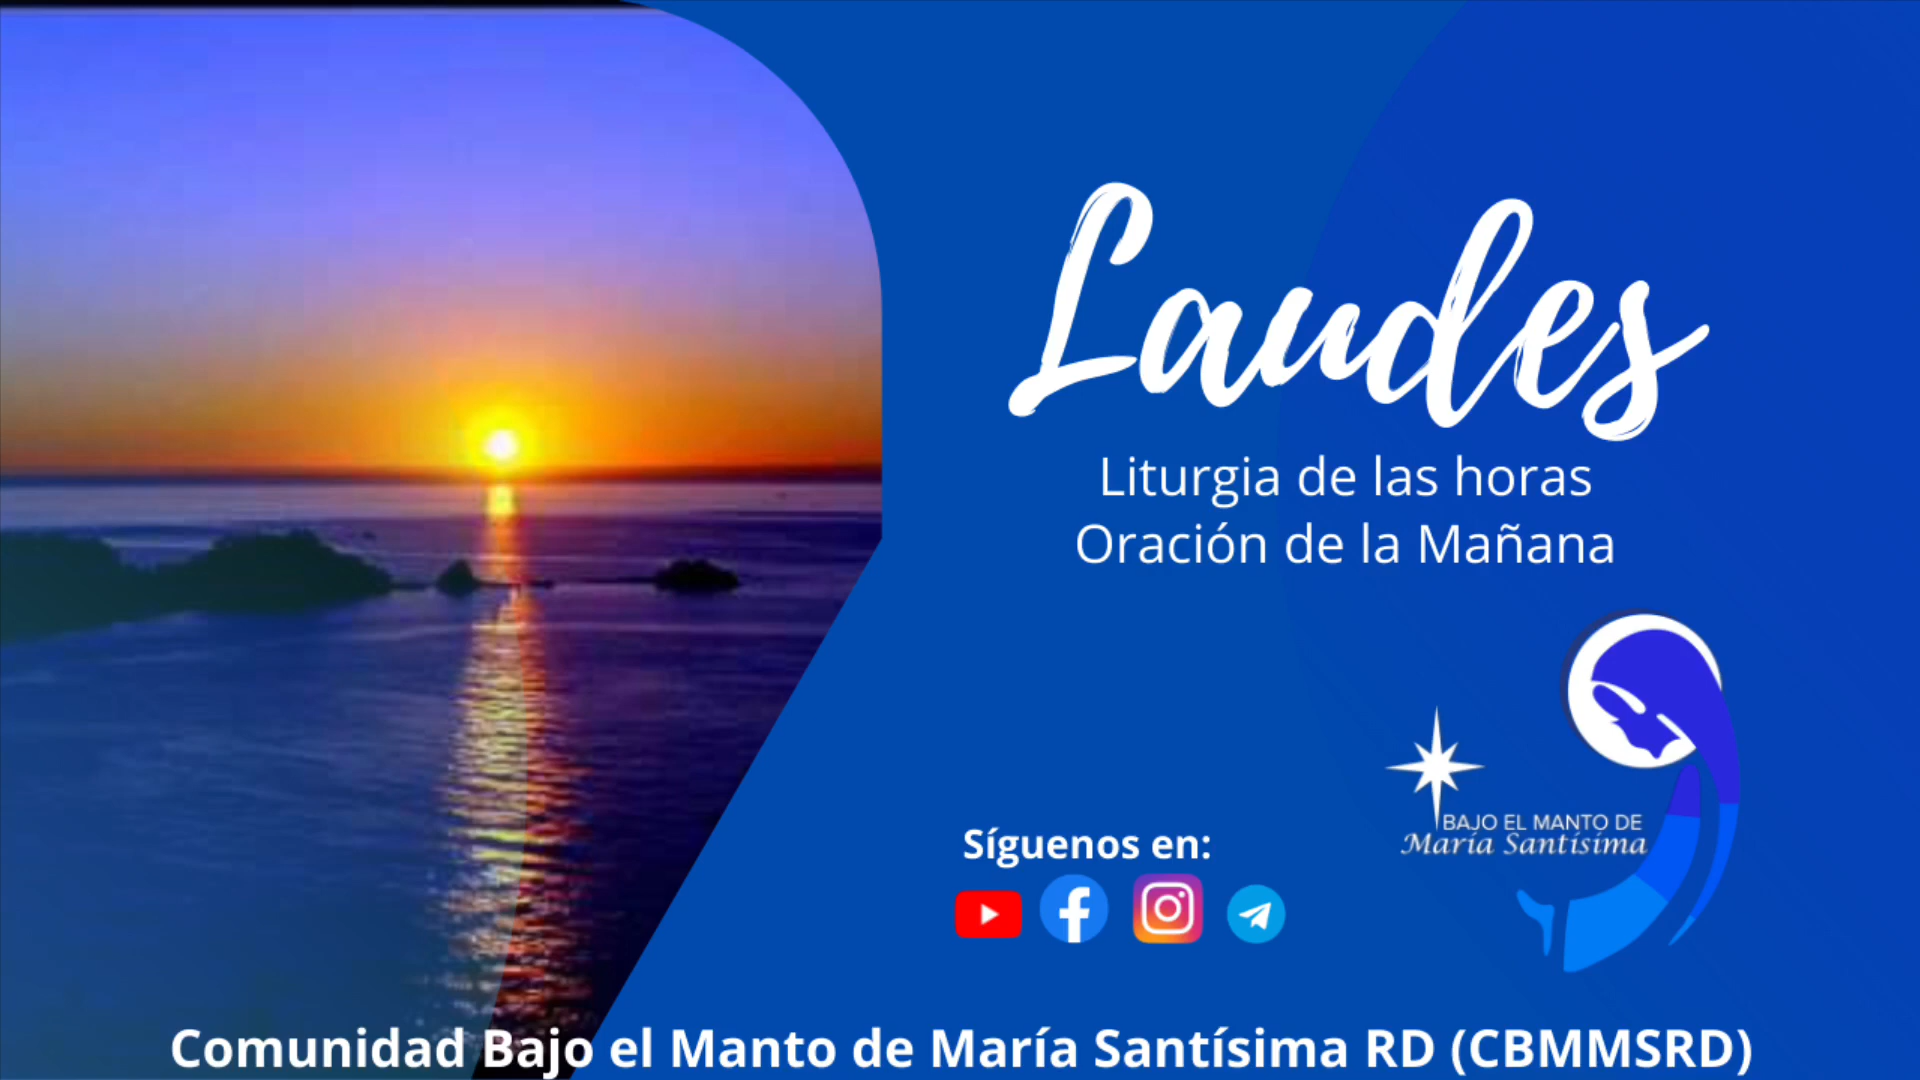 Laudes
Liturgia de las horas
Oración de la Mañana
BAJO EL MANTO DE
María Santísima
Síguenos en:
Comunidad Bajo el Manto de María Santísima RD (CBMMSRD)